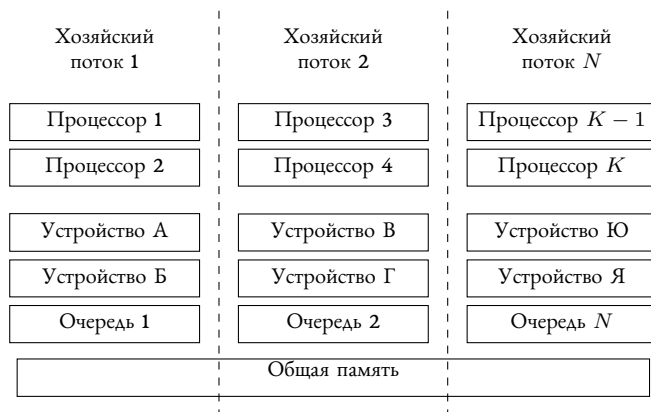 Хозяйский
поток 1
Хозяйский
поток 2
Хозяйский
поток N
Процессор 1
Процессор 3
Процессор K − 1
Процессор 2
Процессор 4
Процессор K
Устройство А
Устройство В
Устройство Ю
Устройство Б
Устройство Г
Устройство Я
Очередь 1
Очередь 2
Очередь N
Общая память